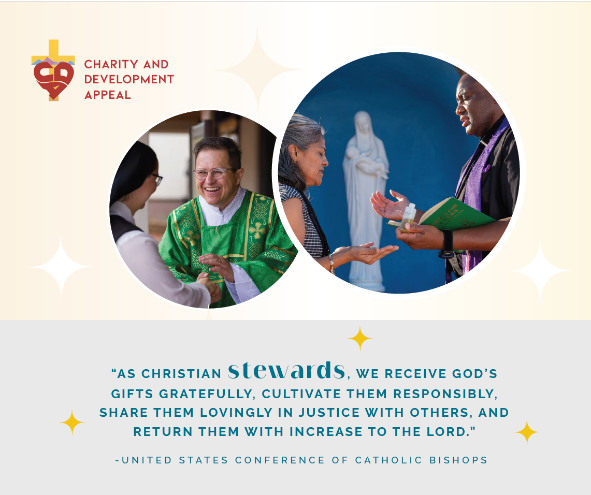 CHARITY AND
DEVELOPMENT
APPEAL
“AS CHRISTIAN stewards, WE RECEIVE GOD’S
GIFTS GRATEFULLY, CULTIVATE THEM RESPONSIBLY,
SHARE THEM LOVINGLY IN JUSTICE WITH OTHERS, AND
RETURN THEM WITH INCREASE TO THE LORD.”
-UNITED STATES CONFERENCE OF CATHOLIC BISHOPS